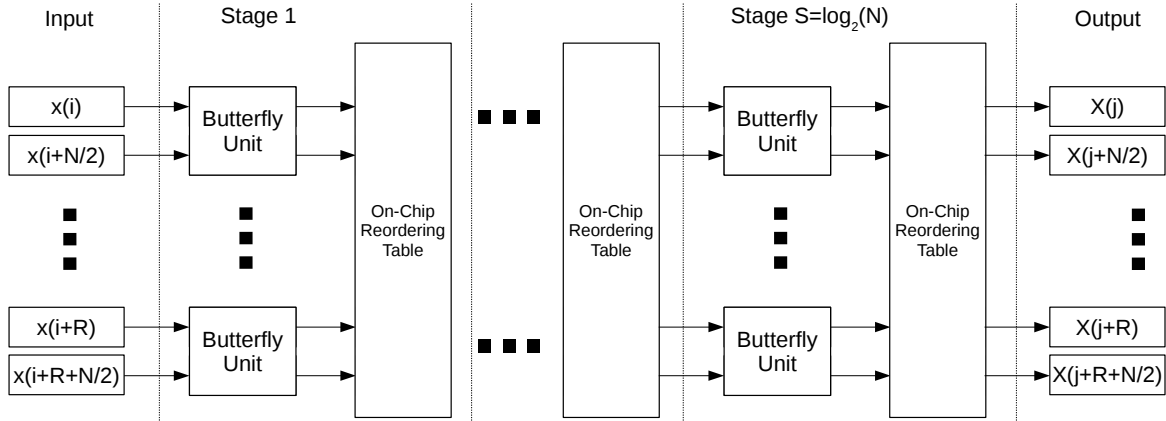 Input
Stage 1
Stage S=log₂(N)
Output
x(i)
x(i+N/2)
x(i+R)
x(i+R+N/2)
Butterfly
Unit
Butterfly
Unit
On-Chip
Reordering
Table
On-Chip
Reordering
Table
Butterfly
Unit
Butterfly
Unit
On-Chip
Reordering
Table
X(j)
X(j+N/2)
X(j+R)
X(j+R+N/2)